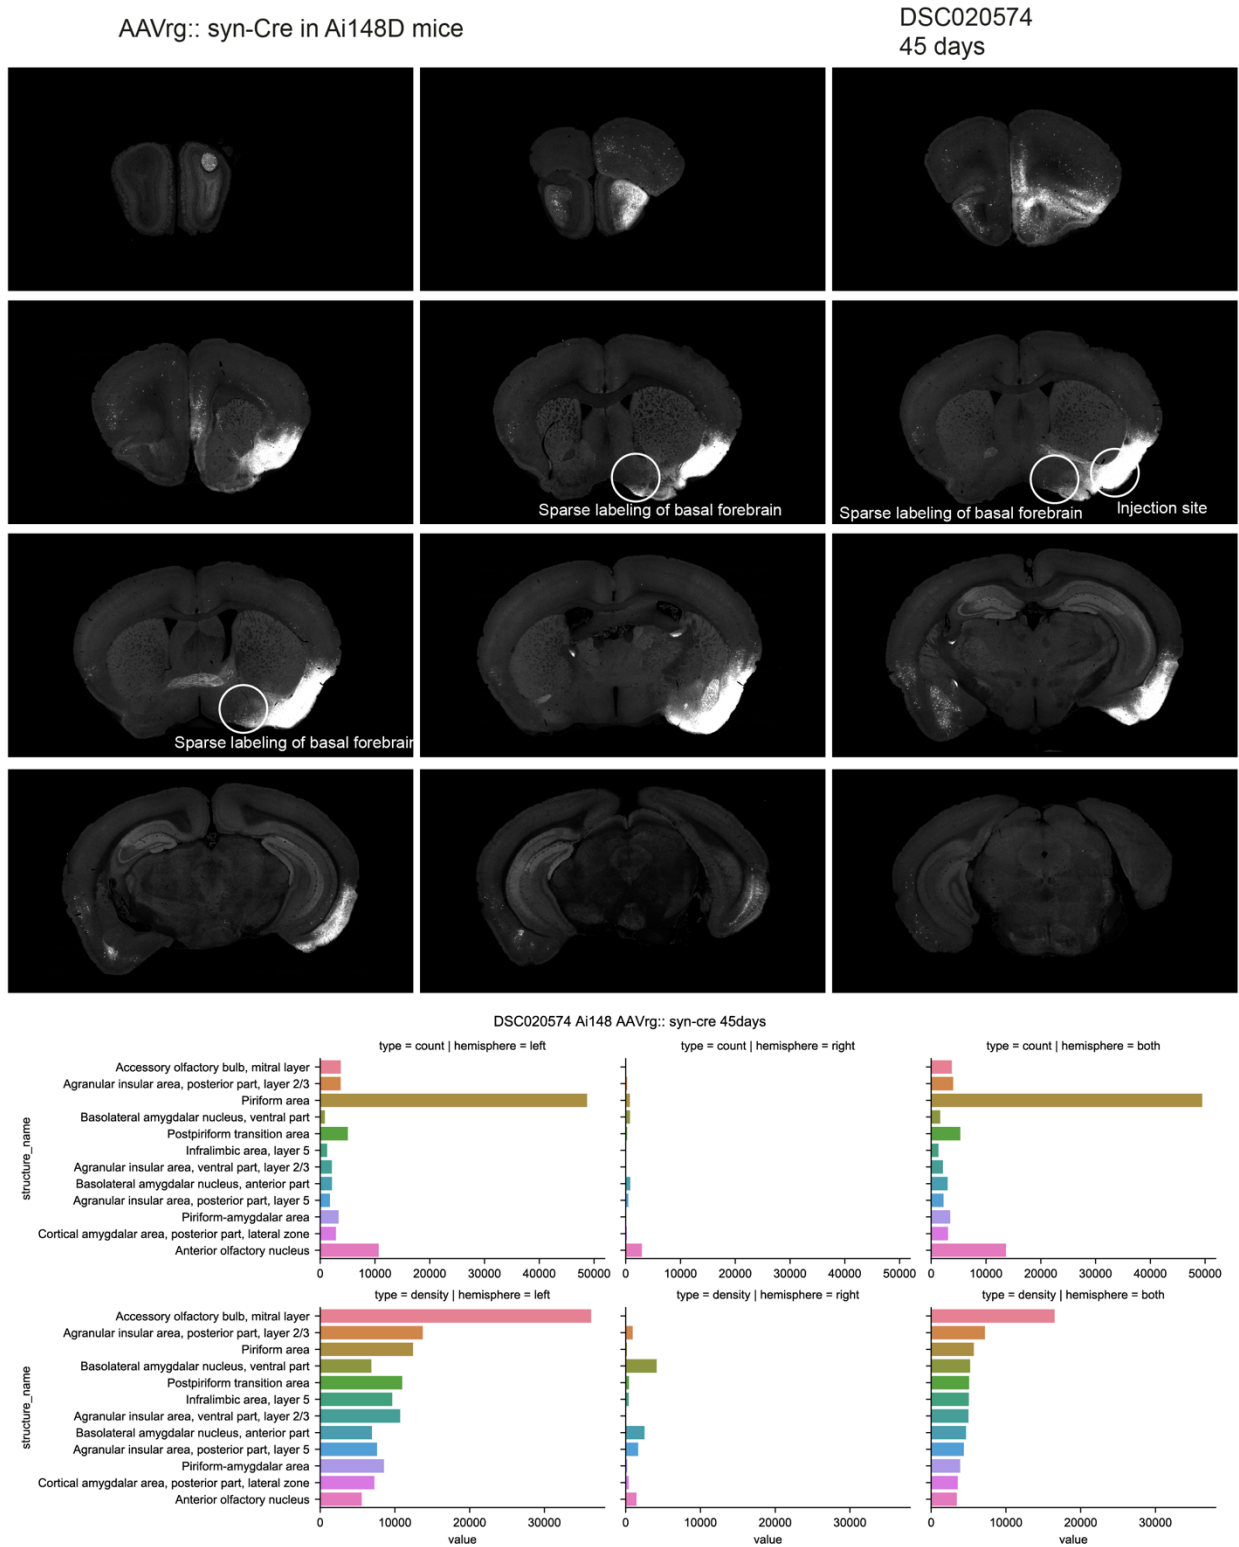 AAVrg:: syn-Cre in Ai148D mice
DSC020574
45 days
Sparse labeling of basal forebrain
Sparse labeling of basal forebrain
Injection site
Sparse labeling of basal forebrain
DSC020574 Ai148 AAVrg:: syn-cre 45days
type = count | hemisphere = left
type = count | hemisphere = right
type = count | hemisphere = both
structure_name
Accessory olfactory bulb, mitral layer
Agranular insular area, posterior part, layer 2/3
Piriform area
Basolateral amygdalar nucleus, ventral part
Postpiriform transition area
Infralimbic area, layer 5
Agranular insular area, ventral part, layer 2/3
Basolateral amygdalar nucleus, anterior part
Agranular insular area, posterior part, layer 5
Piriform-amygdalar area
Cortical amygdalar area, posterior part, lateral zone
Anterior olfactory nucleus
0 10000 20000 30000 40000 50000
0 10000 20000 30000 40000 50000
0 10000 20000 30000 40000 50000
type = density | hemisphere = left
type = density | hemisphere = right
type = density | hemisphere = both
structure_name
Accessory olfactory bulb, mitral layer
Agranular insular area, posterior part, layer 2/3
Piriform area
Basolateral amygdalar nucleus, ventral part
Postpiriform transition area
Infralimbic area, layer 5
Agranular insular area, ventral part, layer 2/3
Basolateral amygdalar nucleus, anterior part
Agranular insular area, posterior part, layer 5
Piriform-amygdalar area
Cortical amygdalar area, posterior part, lateral zone
Anterior olfactory nucleus
0 10000 20000 30000
0 10000 20000 30000
0 10000 20000 30000
value
value
value